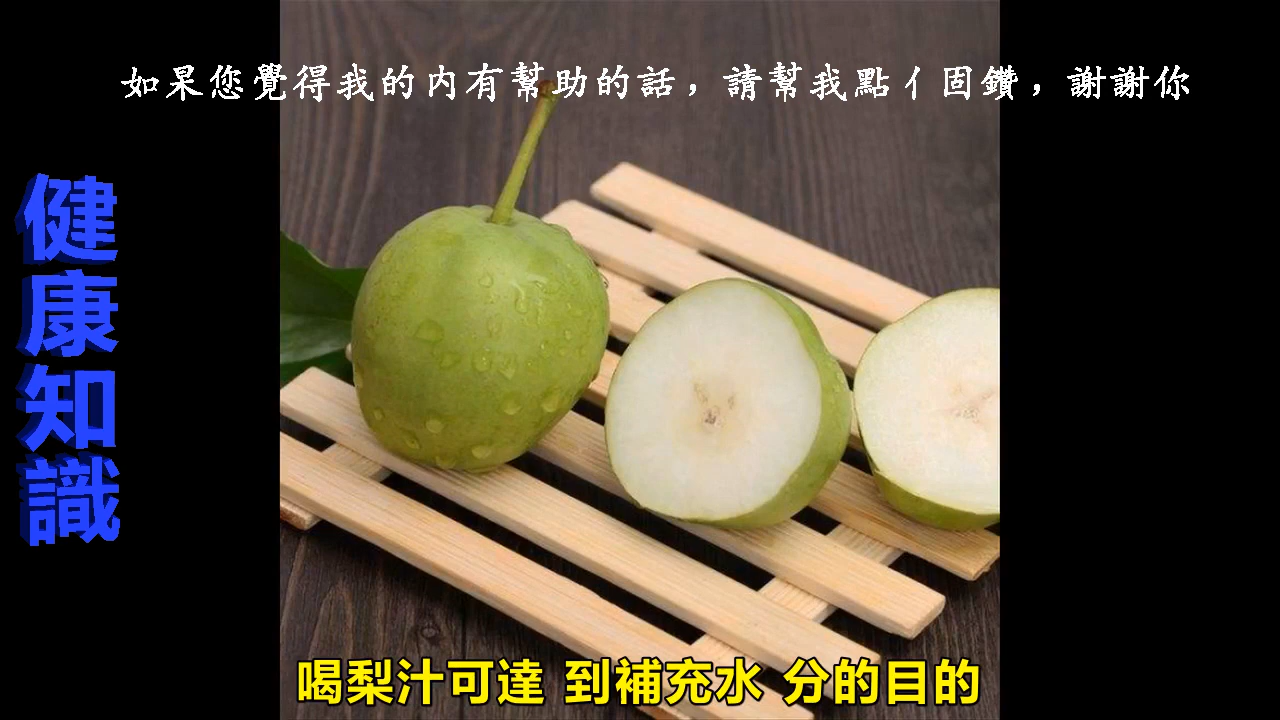 如果您覺得我的内有幫助的話，請幫我點亻固鑽，謝謝你
健康知識
喝梨汁可達 到補充水 分的目的